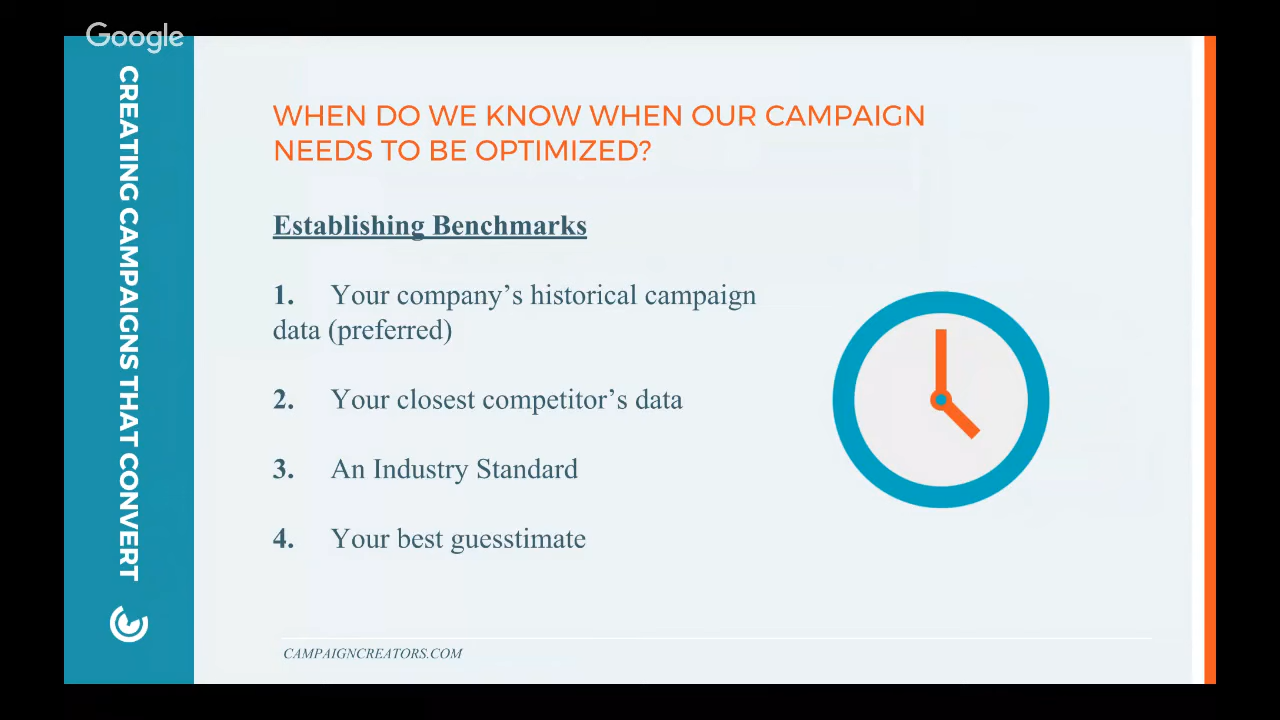 Google
CREATING CAMPAIGNS THAT CONVERT
WHEN DO WE KNOW WHEN OUR CAMPAIGN
NEEDS TO BE OPTIMIZED?
Establishing Benchmarks
1. Your company's historical campaign
data (preferred)
2. Your closest competitor's data
3. An Industry Standard
4. Your best guesstimate
CAMPAIGNCREATORS.COM